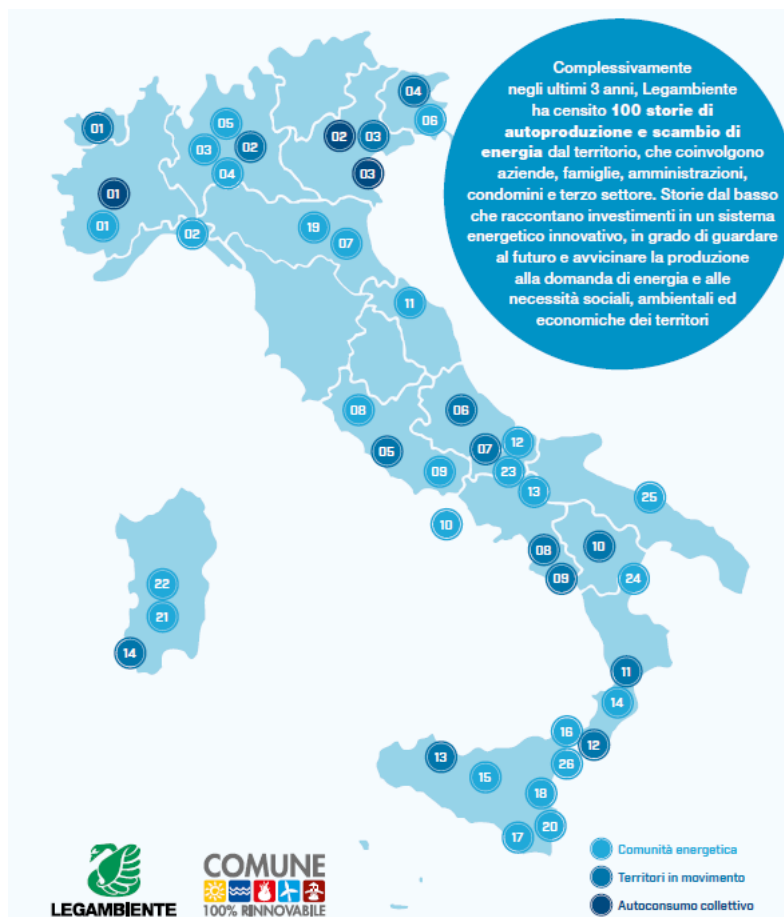 Complessivamente
negli ultimi 3 anni, Legambiente
ha censito 100 storie di
autoproduzione e scambio di
energia dal territorio, che coinvolgono
aziende, famiglie, amministrazioni,
condomini e terzo settore. Storie dal basso
che raccontano investimenti in un sistema
energetico innovativo, in grado di guardare
al futuro e avvicinare la produzione
alla domanda di energia e alle
necessità sociali, ambientali ed
economiche dei territori
04
05
06
01
02
03
02
03
04
03
01
01
02
19
07
11
08
06
05
07
12
09
23
13
25
10
08
10
09
24
22
21
14
11
14
16
12
13
26
15
18
20
17
Comunità energetica
Territori in movimento
Autoconsumo collettivo
LEGAMBIENTE
COMUNE
100% RINNOVABILE